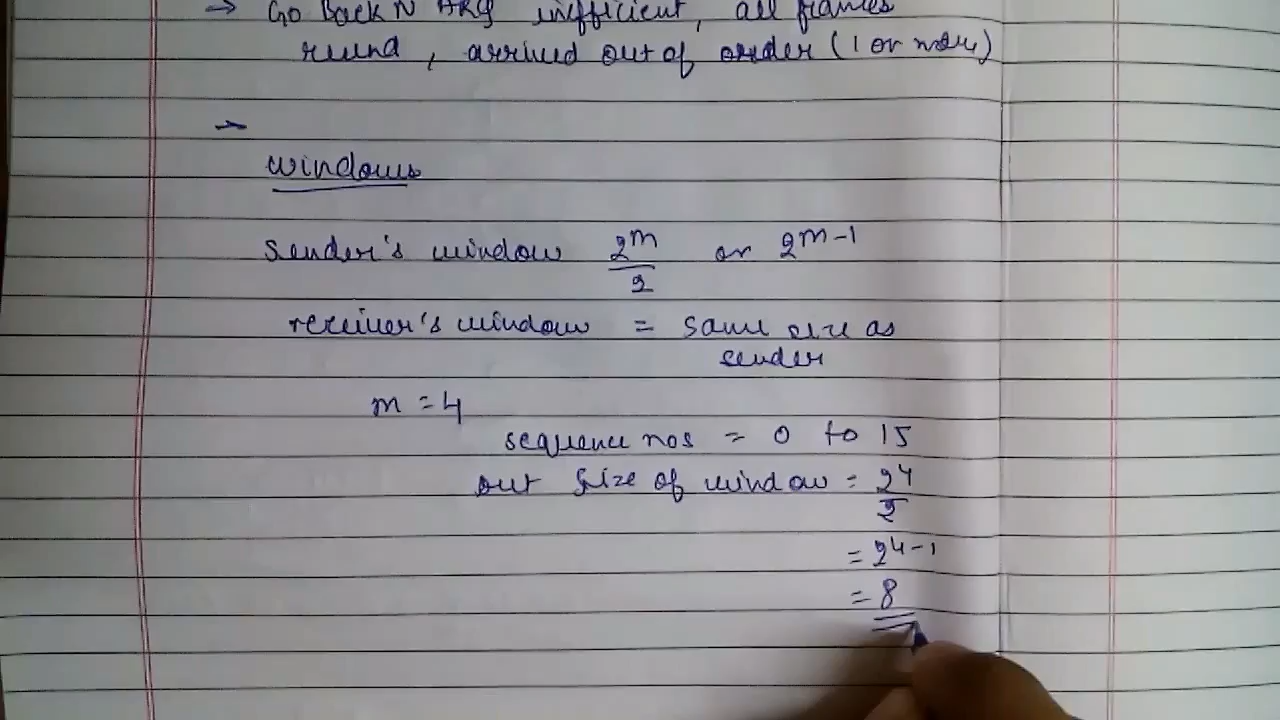 → Go Back N ARQ inefficient, all frames
resend, arrived out of order (1 or more)
→
windows
sender's window 2^m/2 or 2^m-1
receiver's window = same size as
sender
m = 4
sequence nos = 0 to 15
but size of window = 2^4/2
= 2^4-1
= 8